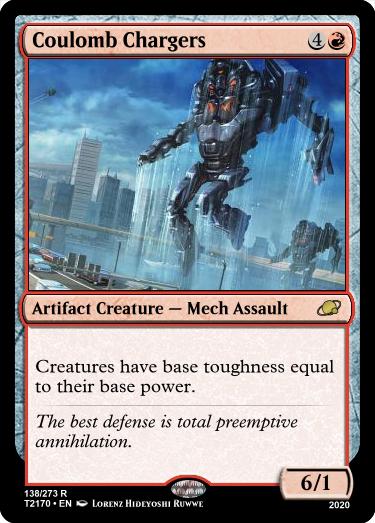 Coulomb Chargers 4
Artifact Creature — Mech Assault
Creatures have base toughness equal
to their base power.
The best defense is total preemptive
annihilation.
6/1
138/273 R
T2170 • EN Lorenz Hideyoshi Ruwwe
2020